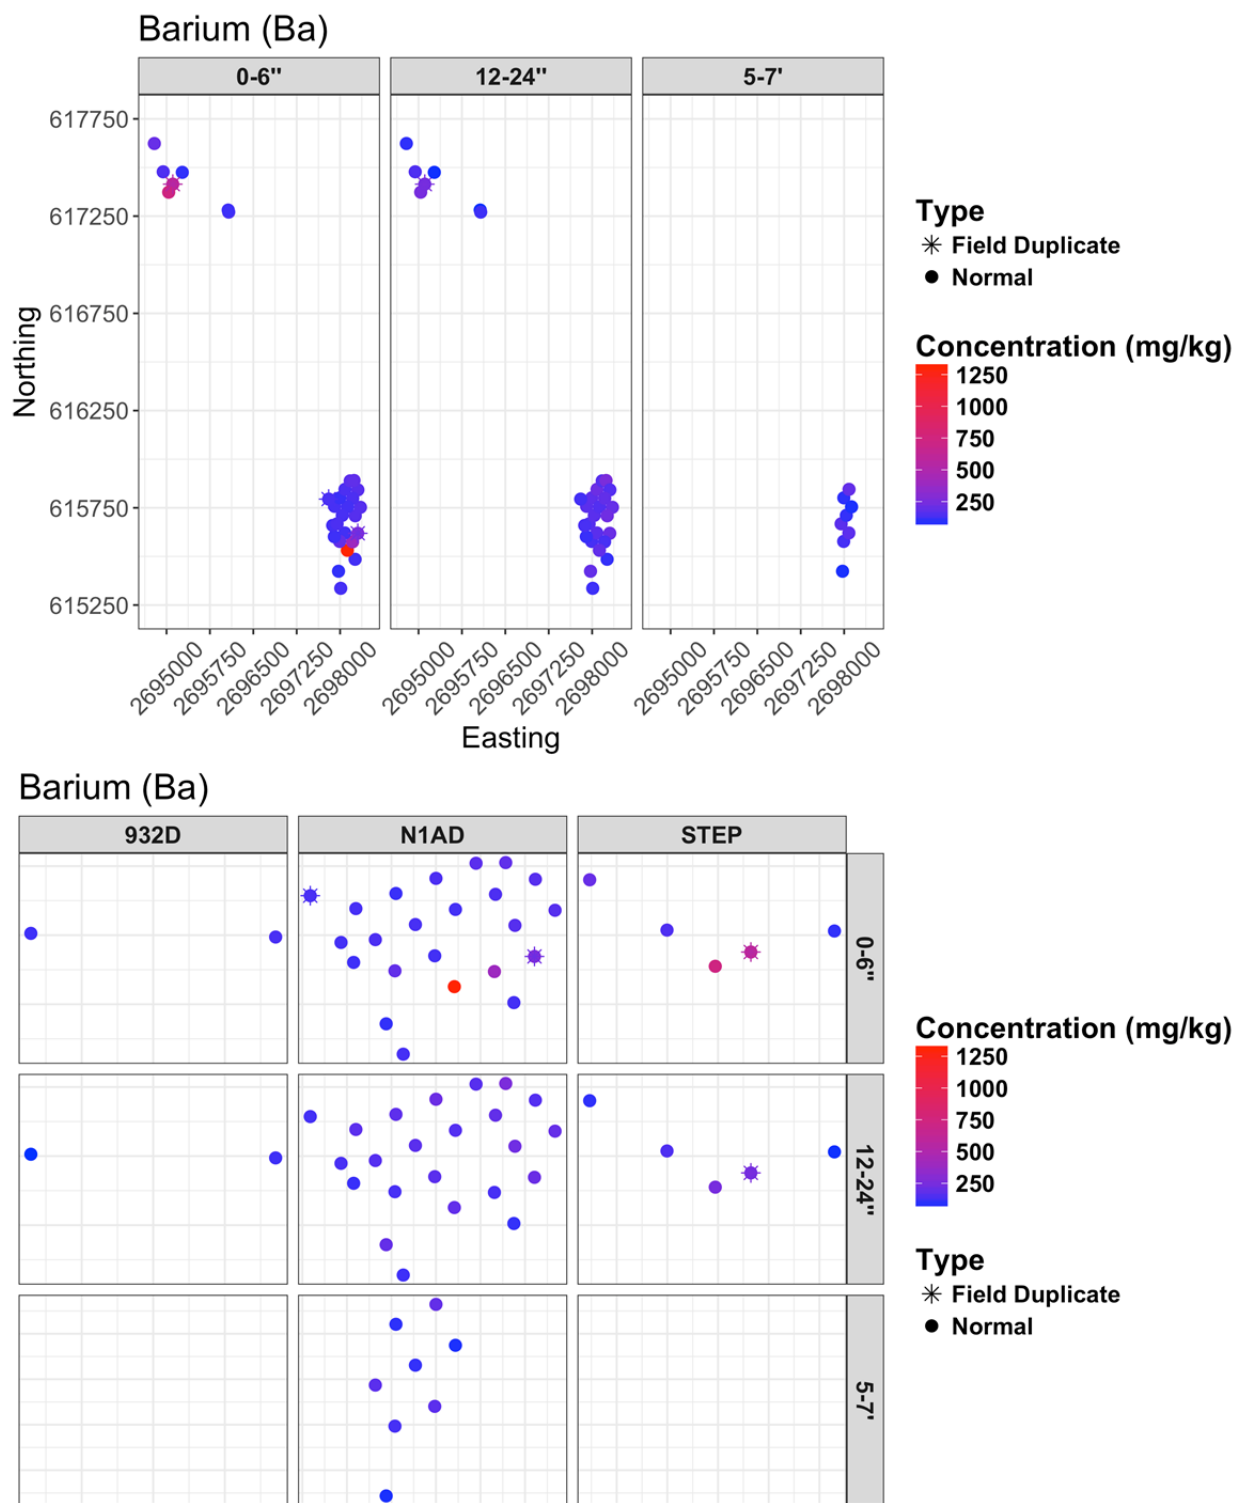 Barium (Ba)
0-6"
12-24"
5-7'
617750
617250
616750
616250
615750
615250
Northing
2695000
2695750
2696500
2697250
2698000
2695000
2695750
2696500
2697250
2698000
2695000
2695750
2696500
2697250
2698000
Easting
Type
Field Duplicate
Normal
Concentration (mg/kg)
1250
1000
750
500
250
Barium (Ba)
932D
N1AD
STEP
0-6"
12-24"
5-7'
Concentration (mg/kg)
1250
1000
750
500
250
Type
Field Duplicate
Normal